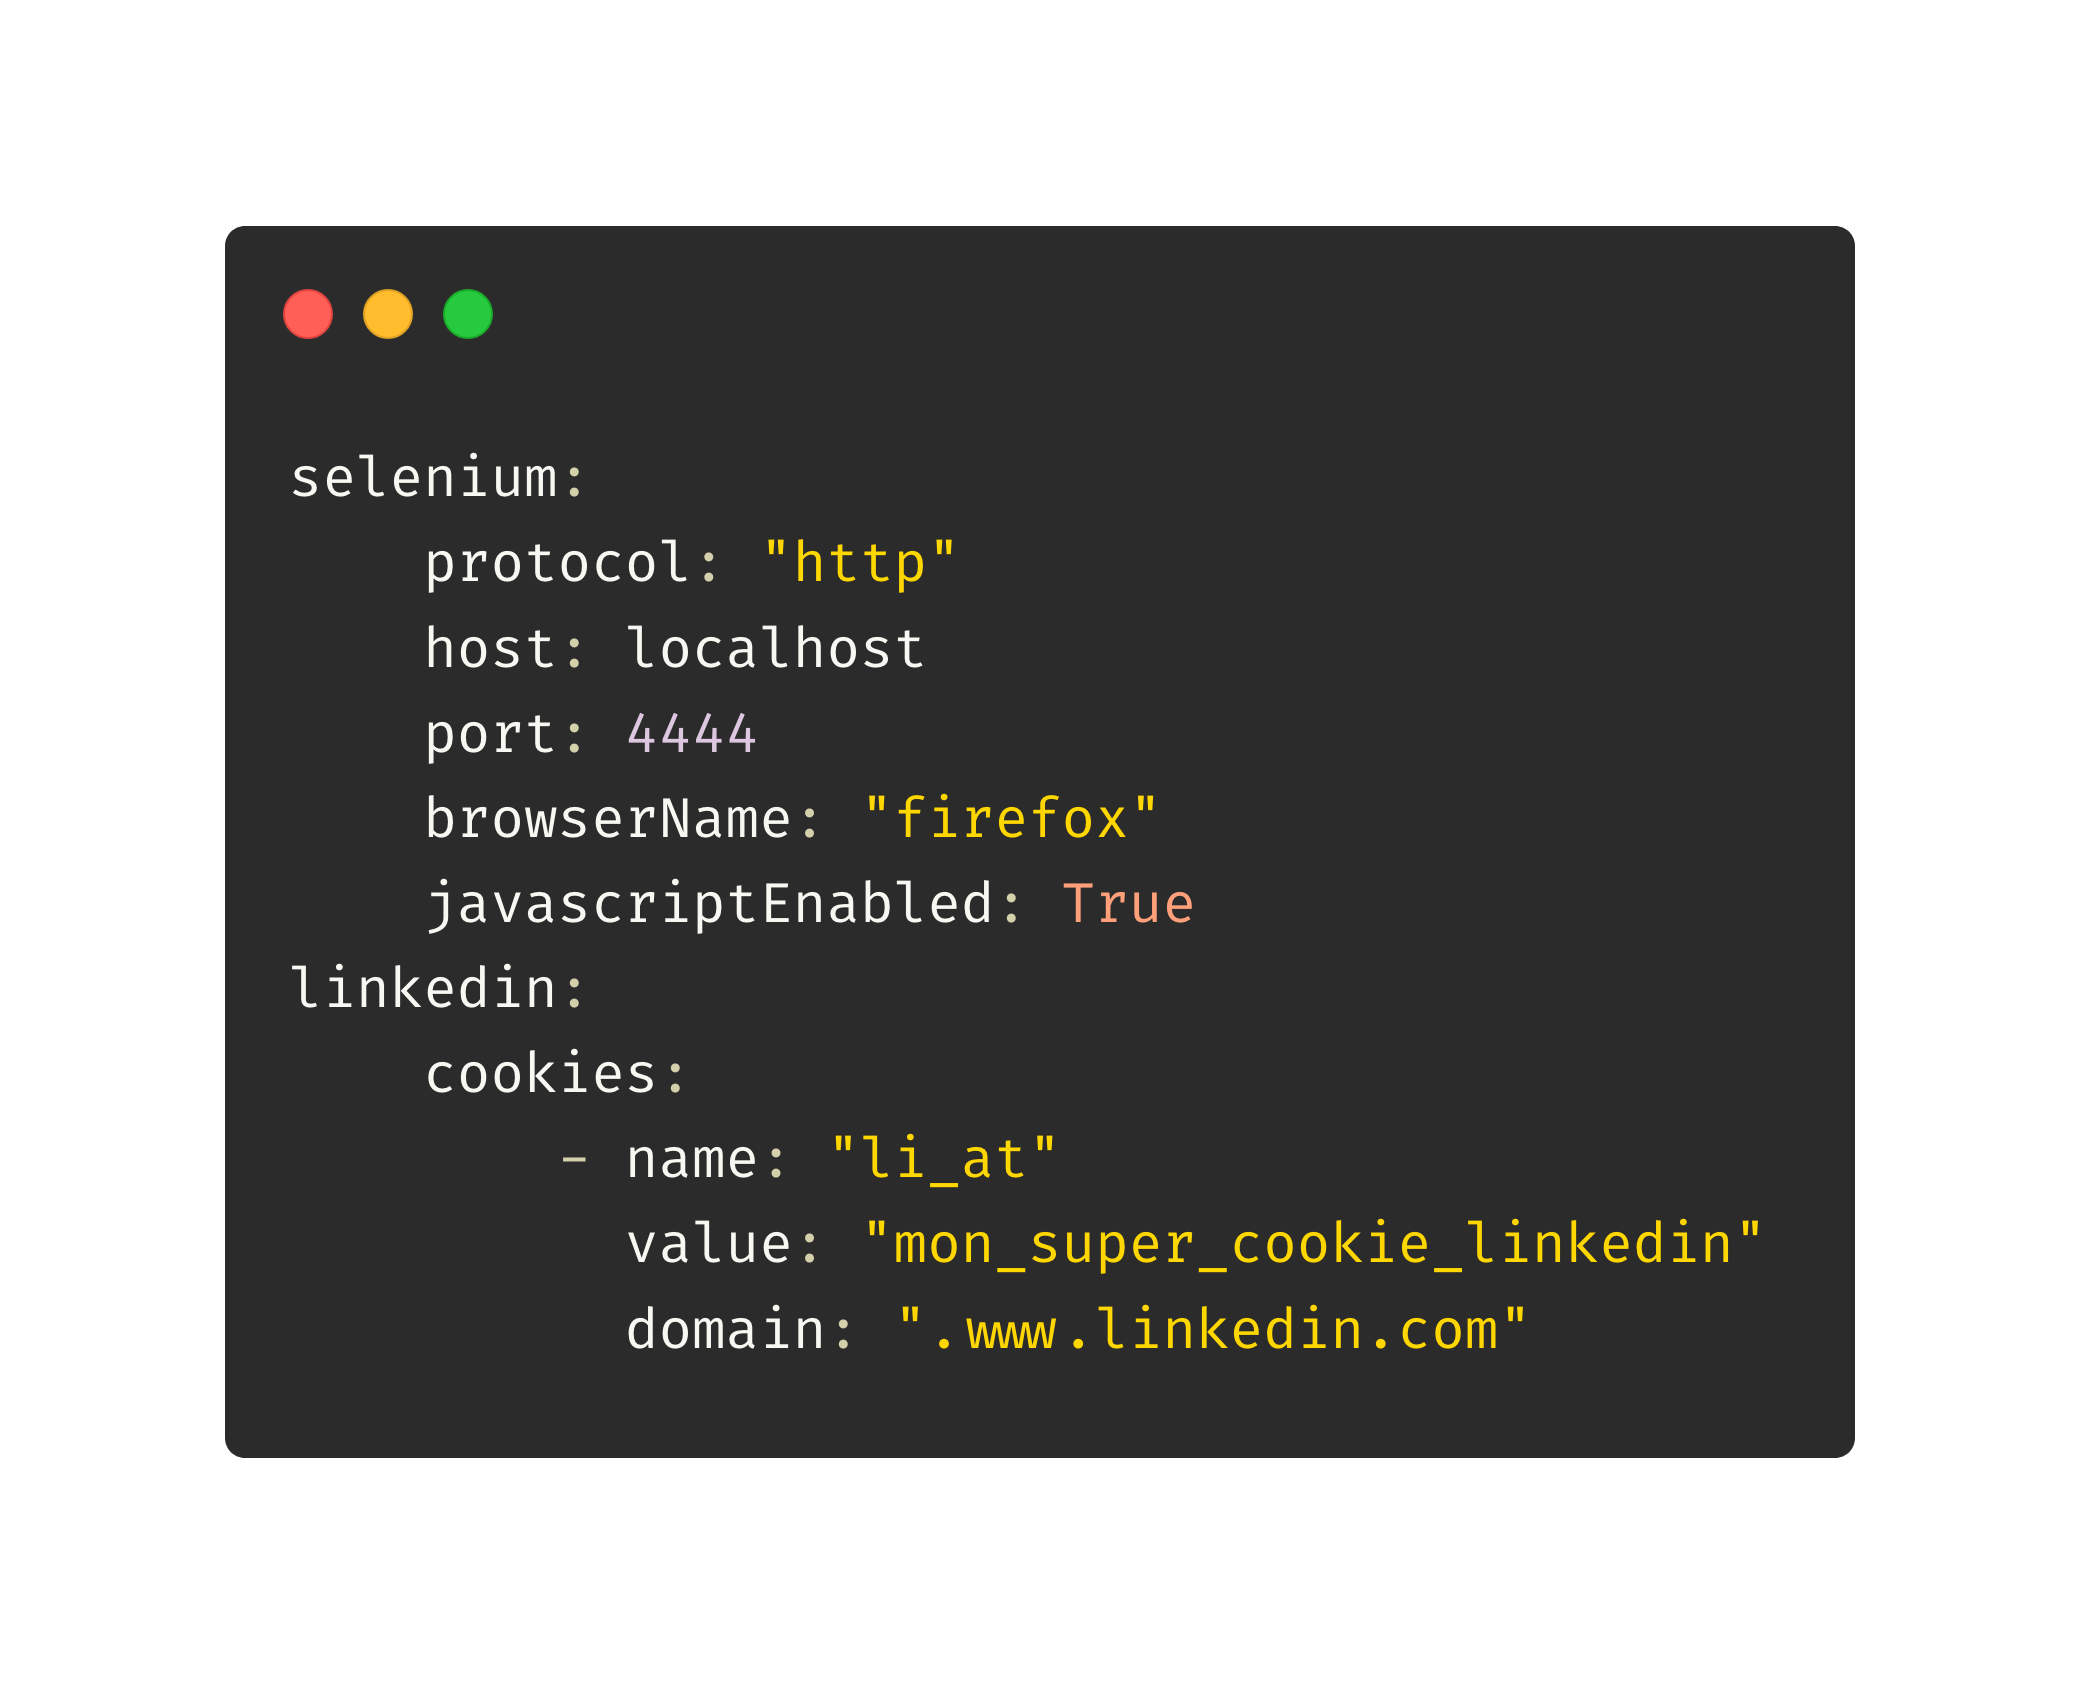 selenium:
    protocol: "http"
    host: localhost
    port: 4444
    browserName: "firefox"
    javascriptEnabled: True
linkedin:
    cookies:
        - name: "li_at"
          value: "mon_super_cookie_linkedin"
          domain: ".www.linkedin.com"